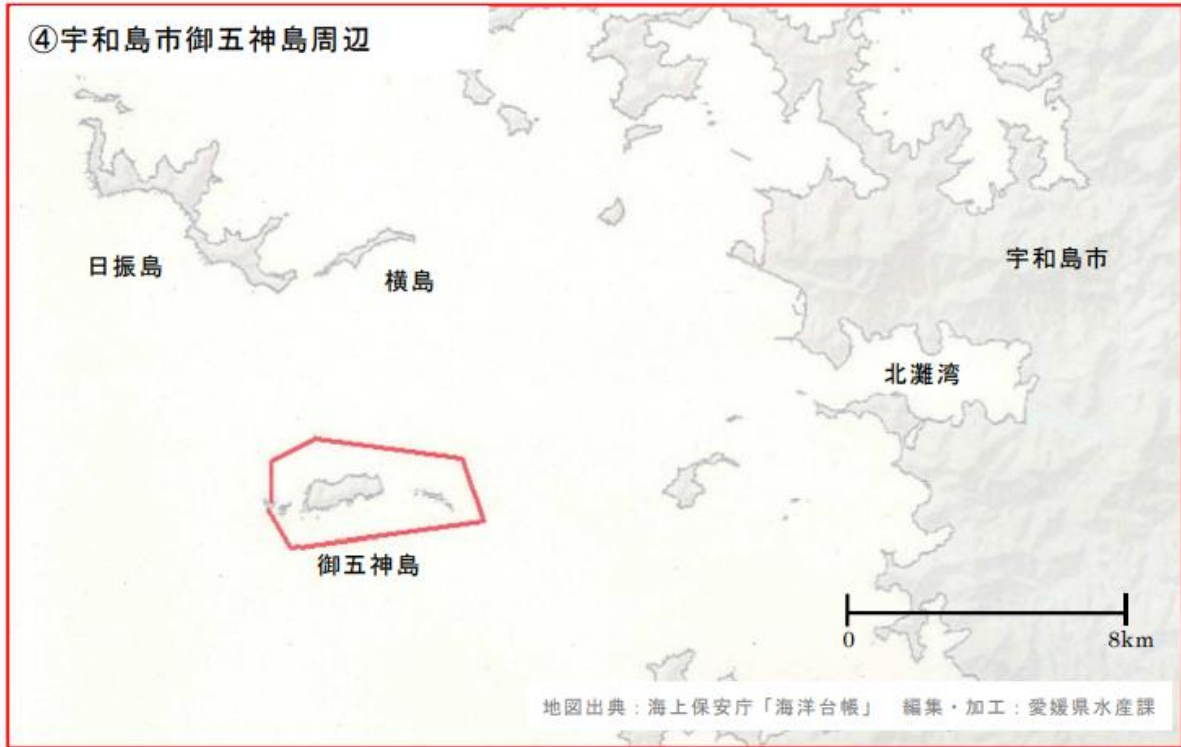 ④宇和島市御五神島周辺
日振島
横島
宇和島市
北灘湾
御五神島
0
8km
地図出典：海上保安庁「海洋台帳」　編集・加工：愛媛県水産課